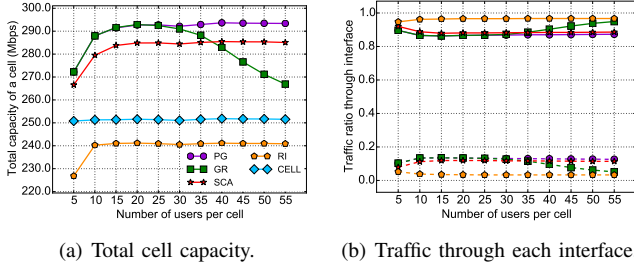 Total capacity of a cell (Mbps)
300.0
290.0
280.0
270.0
260.0
250.0
240.0
230.0
220.0
PG
GR
SCA
RI
CELL
5 10 15 20 25 30 35 40 45 50 55
Number of users per cell
(a) Total cell capacity.
Traffic ratio through interface
1.0
0.8
0.6
0.4
0.2
0.0
5 10 15 20 25 30 35 40 45 50 55
Number of users per cell
(b) Traffic through each interface